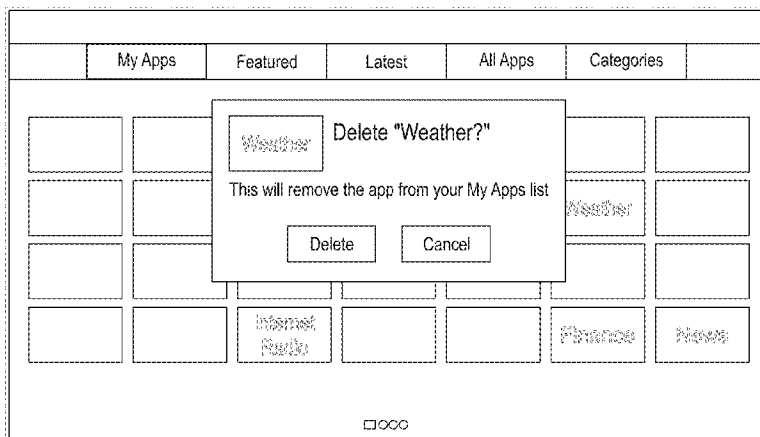 My Apps Featured Latest All Apps Categories
Weather
Delete "Weather?"
This will remove the app from your My Apps list
Delete Cancel
Weather
Internet
Radio
Finance
News